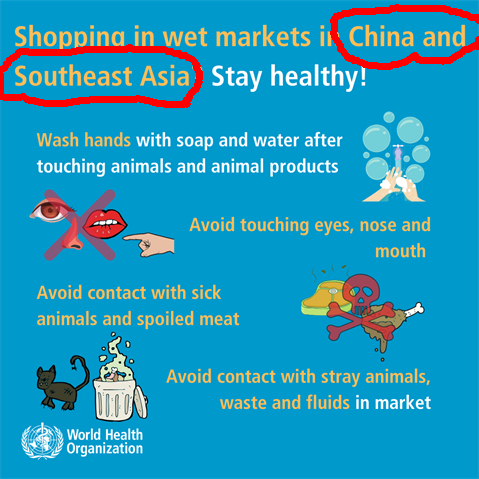 Shopping in wet markets in China and
Southeast Asia? Stay healthy!
Wash hands with soap and water after
touching animals and animal products
Avoid touching eyes, nose and
mouth
Avoid contact with sick
animals and spoiled meat
Avoid contact with stray animals,
waste and fluids in market
World Health
Organization